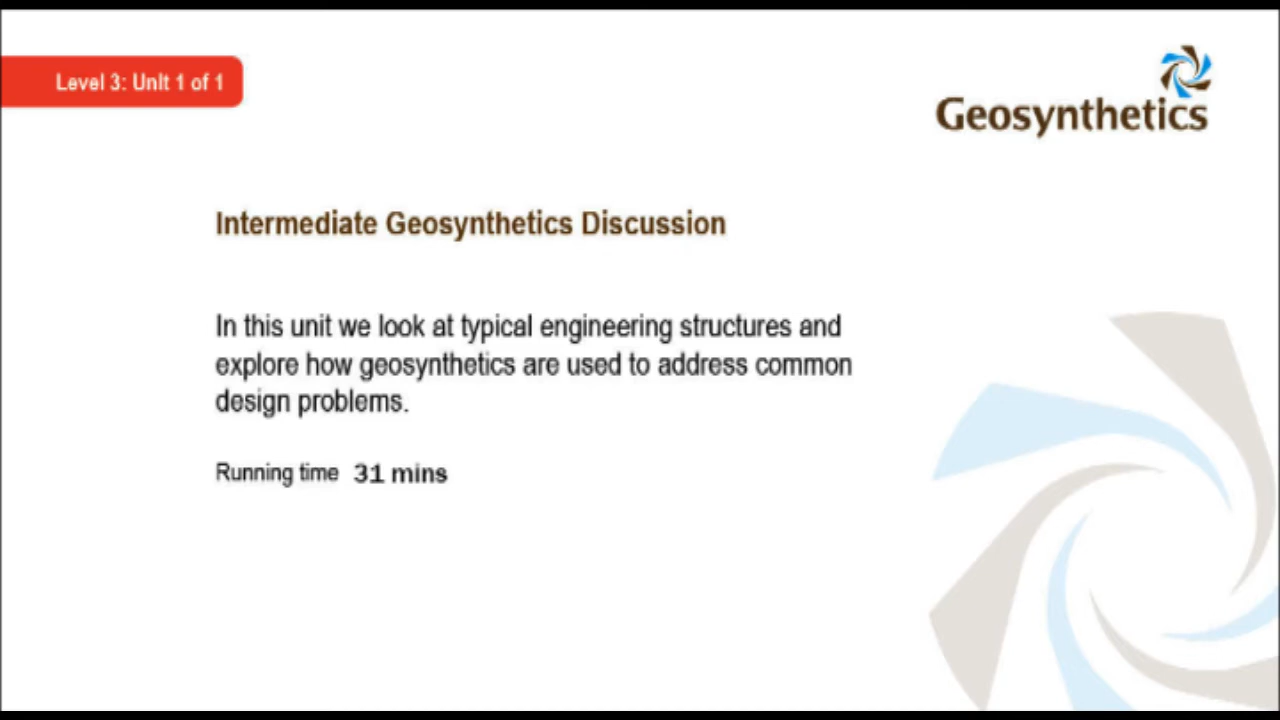 Level 3: Unit 1 of 1
Geosynthetics
Intermediate Geosynthetics Discussion
In this unit we look at typical engineering structures and
explore how geosynthetics are used to address common
design problems.
Running time 31 mins